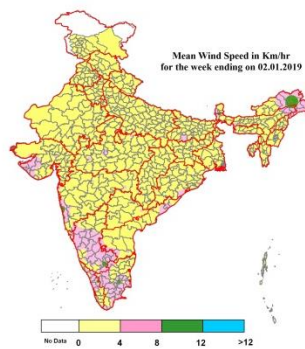 Mean Wind Speed in Km/hr
for the week ending on 02.01.2019
No Data 0 4 8 12 >12